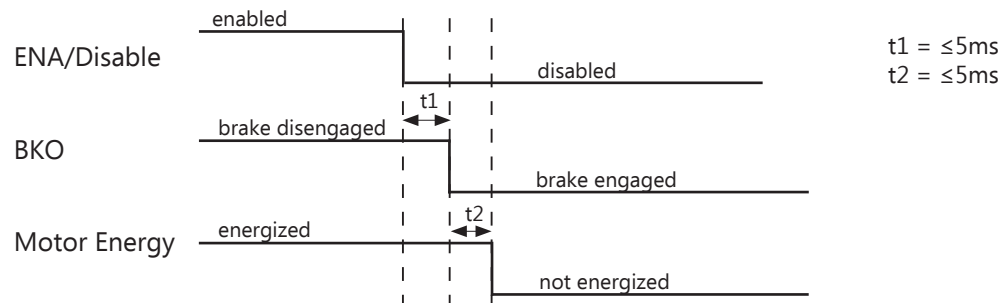 enabled
ENA/Disable
disabled
t1 = ≤5ms
t2 = ≤5ms
t1
brake disengaged
BKO
brake engaged
t2
Motor Energy
energized
not energized